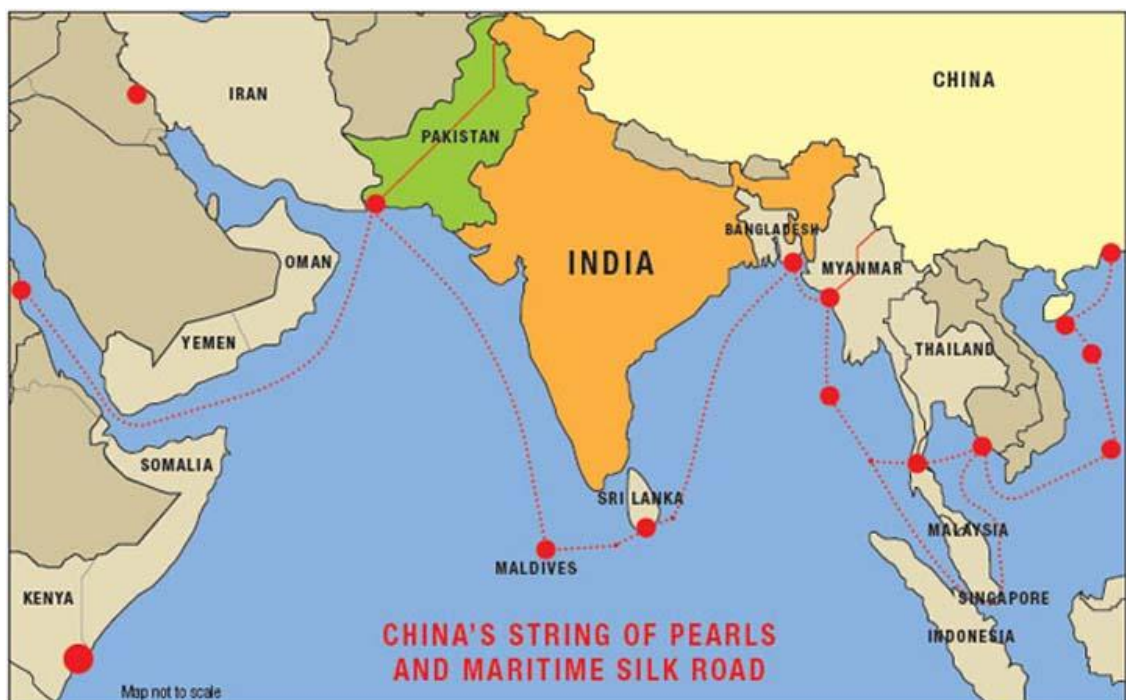 CHINA
IRAN
PAKISTAN
BANGLADESH
INDIA
OMAN
MYANMAR
YEMEN
THAILAND
SOMALIA
SRI LANKA
MALAYSIA
MALDIVES
KENYA
SINGAPORE
INDONESIA
CHINA'S STRING OF PEARLS
AND MARITIME SILK ROAD
Map not to scale